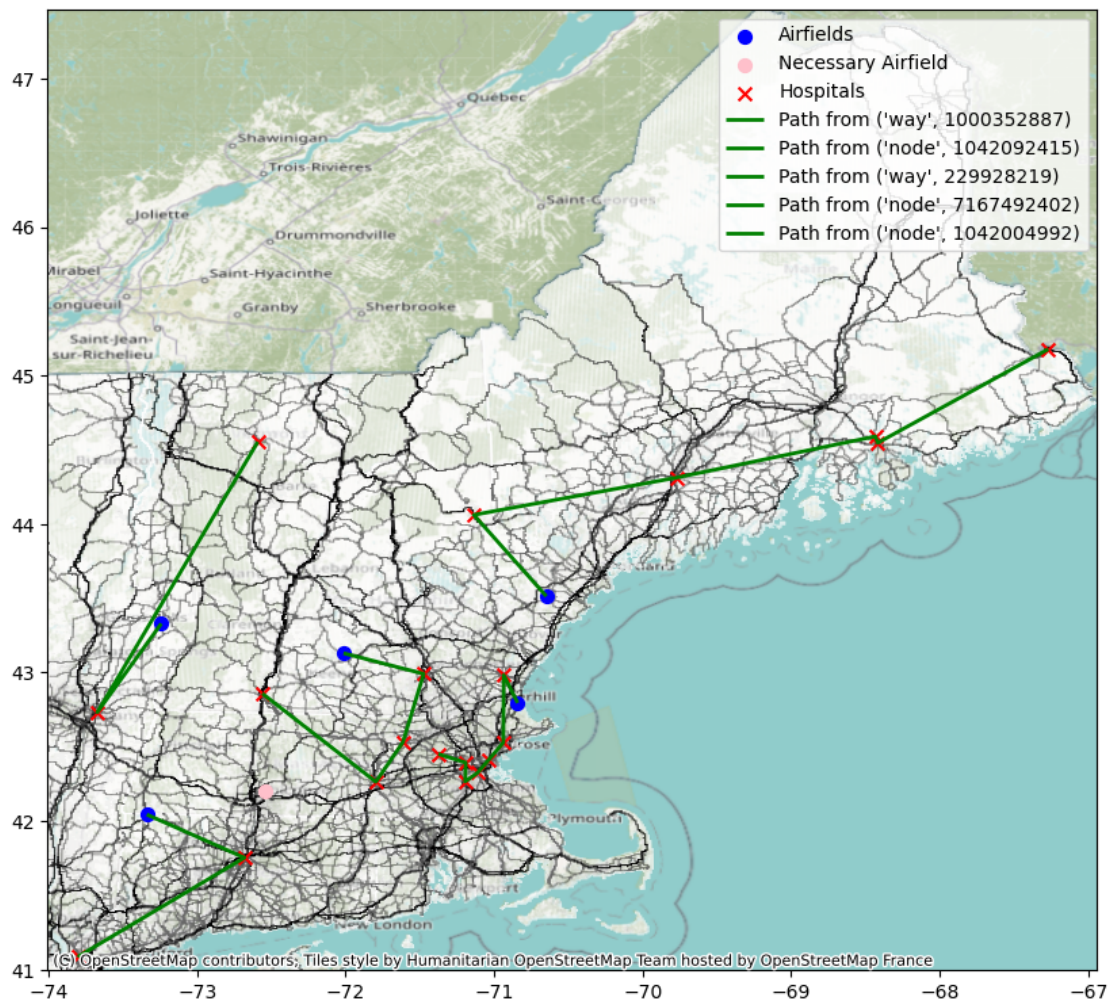 Airfields
Necessary Airfield
Hospitals
Path from ('way', 1000352887)
Path from ('node', 1042092415)
Path from ('way', 229928219)
Path from ('node', 7167492402)
Path from ('node', 1042004992)
47
46
45
44
43
42
41
Québec
Shawinigan
Trois-Rivières
Saint-Georges
Joliette
Drummondville
Mirabel
Saint-Hyacinthe
Longueuil
Granby
Sherbrooke
Saint-Jean-
sur-Richelieu
Plymouth
New London
(C) OpenStreetMap contributors; Tiles style by Humanitarian OpenStreetMap Team hosted by OpenStreetMap France
−74
−73
−72
−71
−70
−69
−68
−67